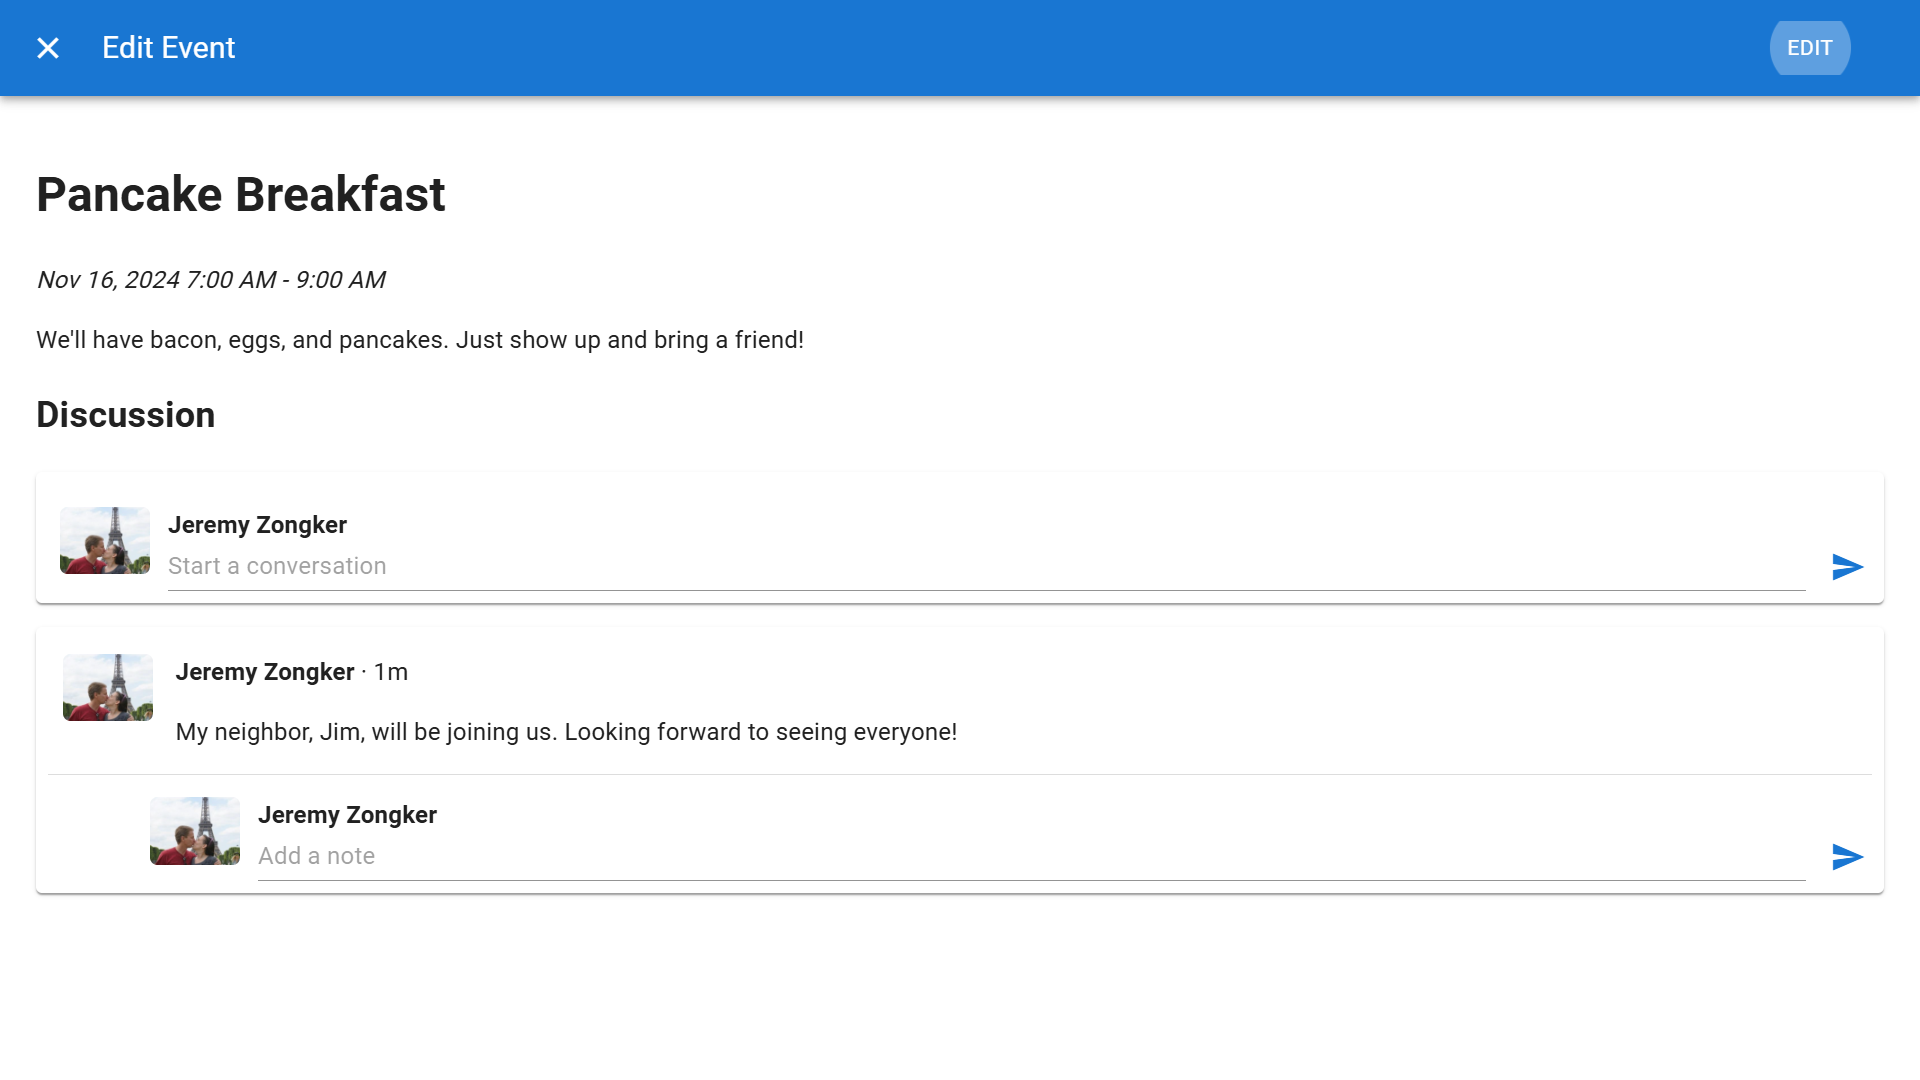 Edit Event
EDIT
Pancake Breakfast
Nov 16, 2024 7:00 AM - 9:00 AM
We'll have bacon, eggs, and pancakes. Just show up and bring a friend!
Discussion
Jeremy Zongker
Start a conversation
Jeremy Zongker · 1m
My neighbor, Jim, will be joining us. Looking forward to seeing everyone!
Jeremy Zongker
Add a note